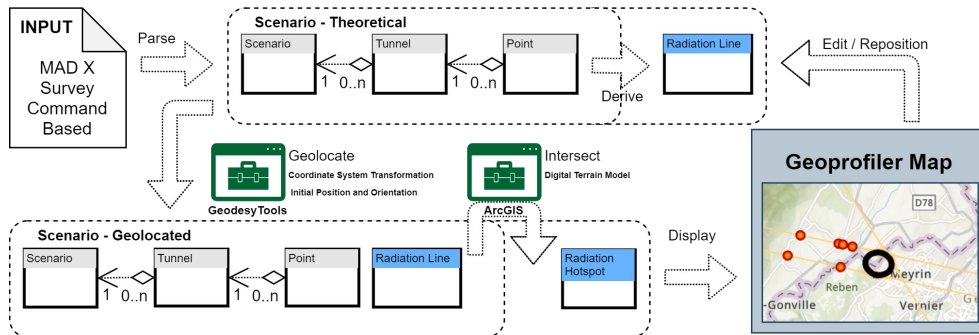 INPUT
MAD X
Survey
Command
Based
Parse
Scenario - Theoretical
Scenario
Tunnel
Point
1
0..n
1
0..n
Derive
Radiation Line
Edit / Reposition
Geolocate
Coordinate System Transformation
Initial Position and Orientation
GeodesyTools
Intersect
Digital Terrain Model
ArcGIS
Scenario - Geolocated
Scenario
Tunnel
Point
Radiation Line
1
0..n
1
0..n
Radiation
Hotspot
Display
Geoprofiler Map
D78
Meyrin
Reben
Vernier
-Gonville